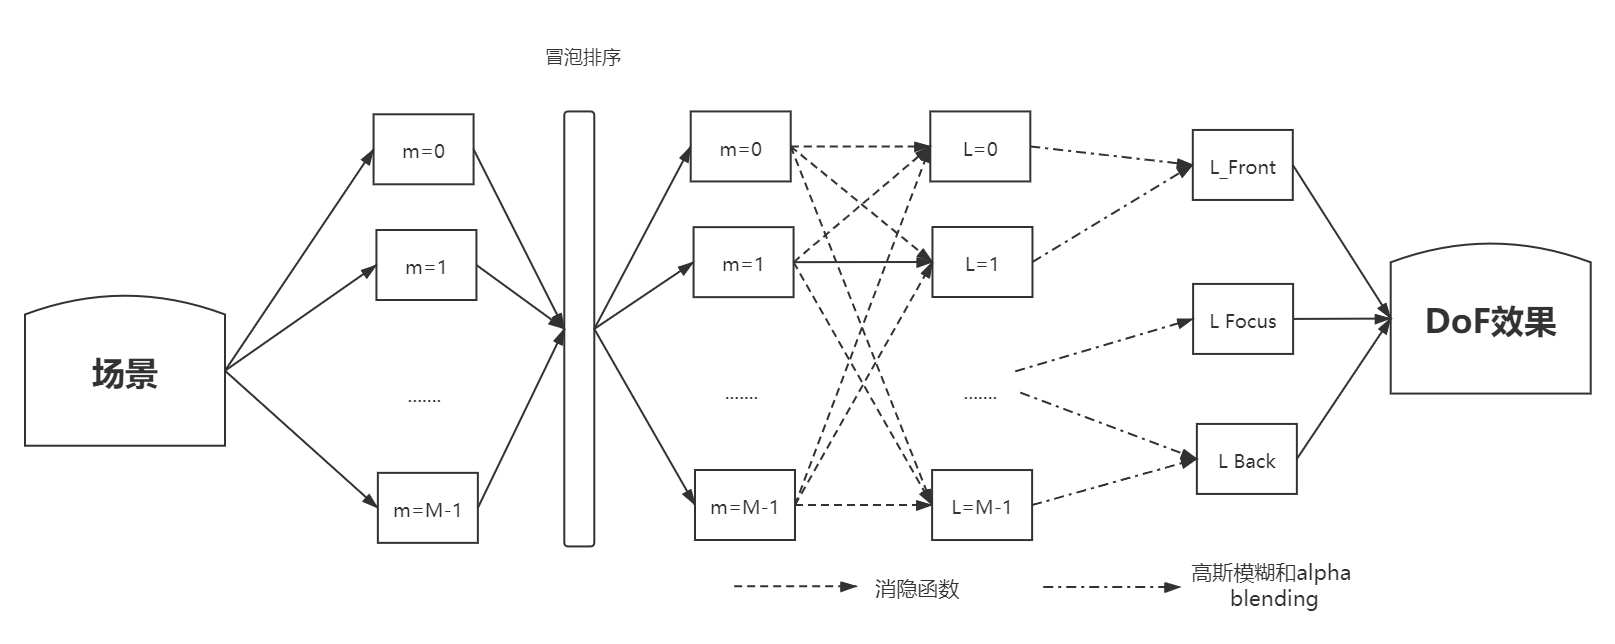 冒泡排序
场景
m=0
m=1
.......
m=M-1
m=0
m=1
.......
m=M-1
L=0
L=1
.......
L=M-1
L_Front
L Focus
L Back
DoF效果
消隐函数
高斯模糊和alpha
blending